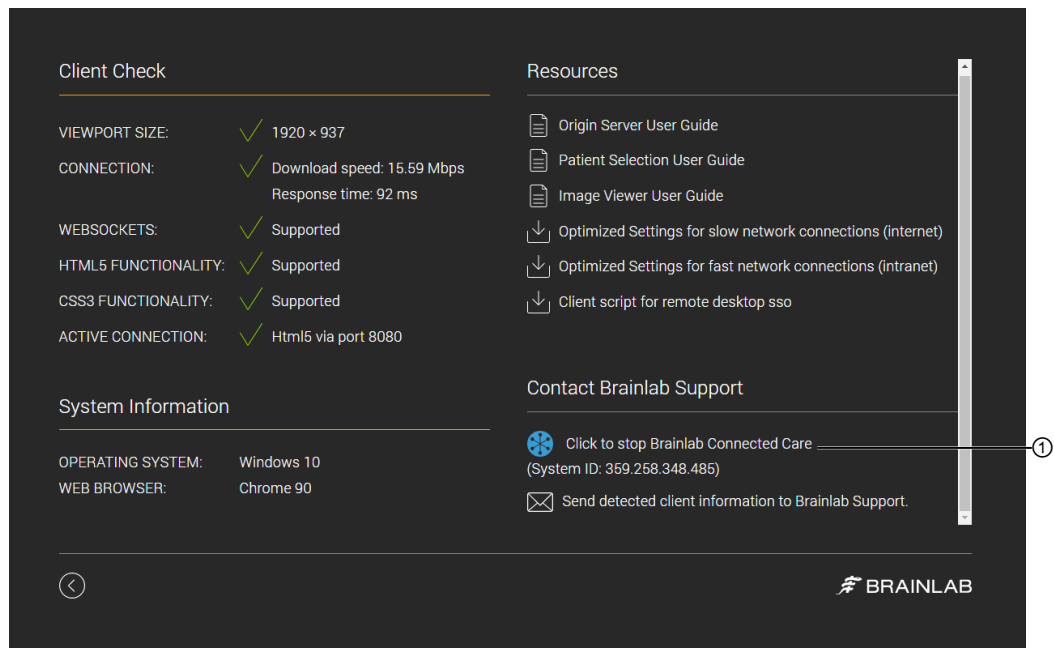 Client Check
VIEWPORT SIZE: 1920 × 937
CONNECTION: Download speed: 15.59 Mbps
Response time: 92 ms
WEBSOCKETS: Supported
HTML5 FUNCTIONALITY: Supported
CSS3 FUNCTIONALITY: Supported
ACTIVE CONNECTION: Html5 via port 8080
System Information
OPERATING SYSTEM: Windows 10
WEB BROWSER: Chrome 90
Resources
Origin Server User Guide
Patient Selection User Guide
Image Viewer User Guide
Optimized Settings for slow network connections (internet)
Optimized Settings for fast network connections (intranet)
Client script for remote desktop sso
Contact Brainlab Support
Click to stop Brainlab Connected Care
(System ID: 359.258.348.485)
Send detected client information to Brainlab Support.
①
BRAINLAB